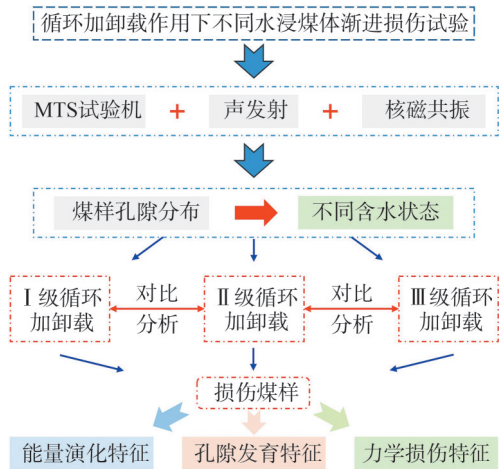 循环加卸载作用下不同水浸煤体渐进损伤试验
MTS试验机 + 声发射 + 核磁共振
煤样孔隙分布 不同含水状态
Ⅰ级循环 对比 Ⅱ级循环 对比 Ⅲ级循环
加卸载 分析 加卸载 分析 加卸载
损伤煤样
能量演化特征 孔隙发育特征 力学损伤特征